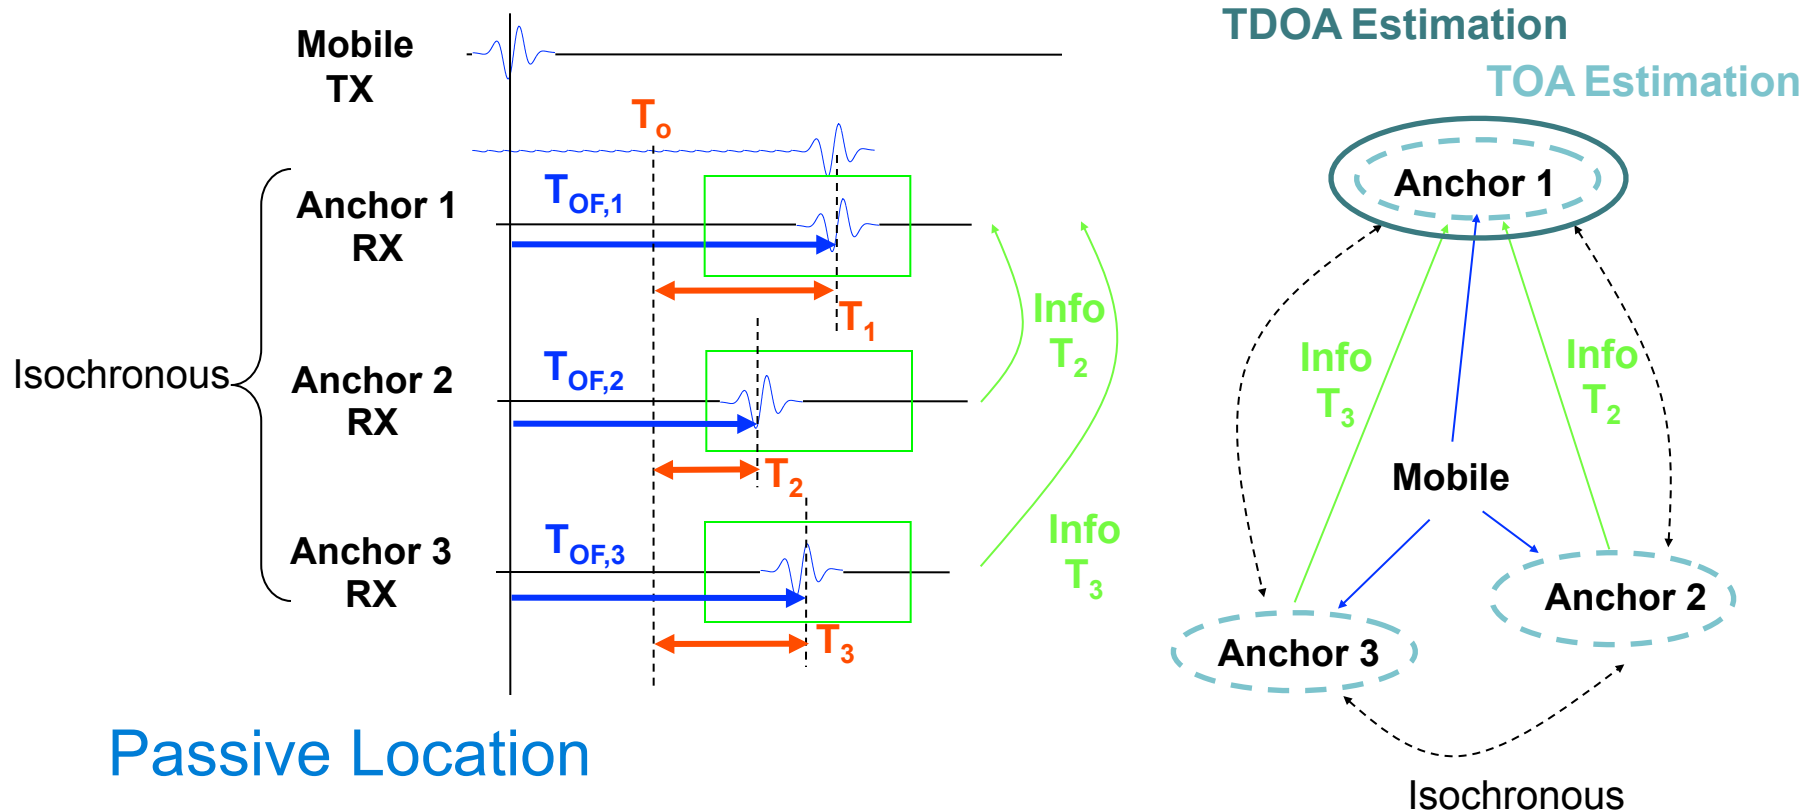 TDOA Estimation
TOA Estimation
Mobile
TX
To
Anchor 1
RX
TOF,1
T1
Isochronous
Anchor 2
RX
TOF,2
T2
Anchor 3
RX
TOF,3
T3
Info
T2
Info
T3
Passive Location
Anchor 1
Info
T3
Info
T2
Mobile
Anchor 2
Anchor 3
Isochronous